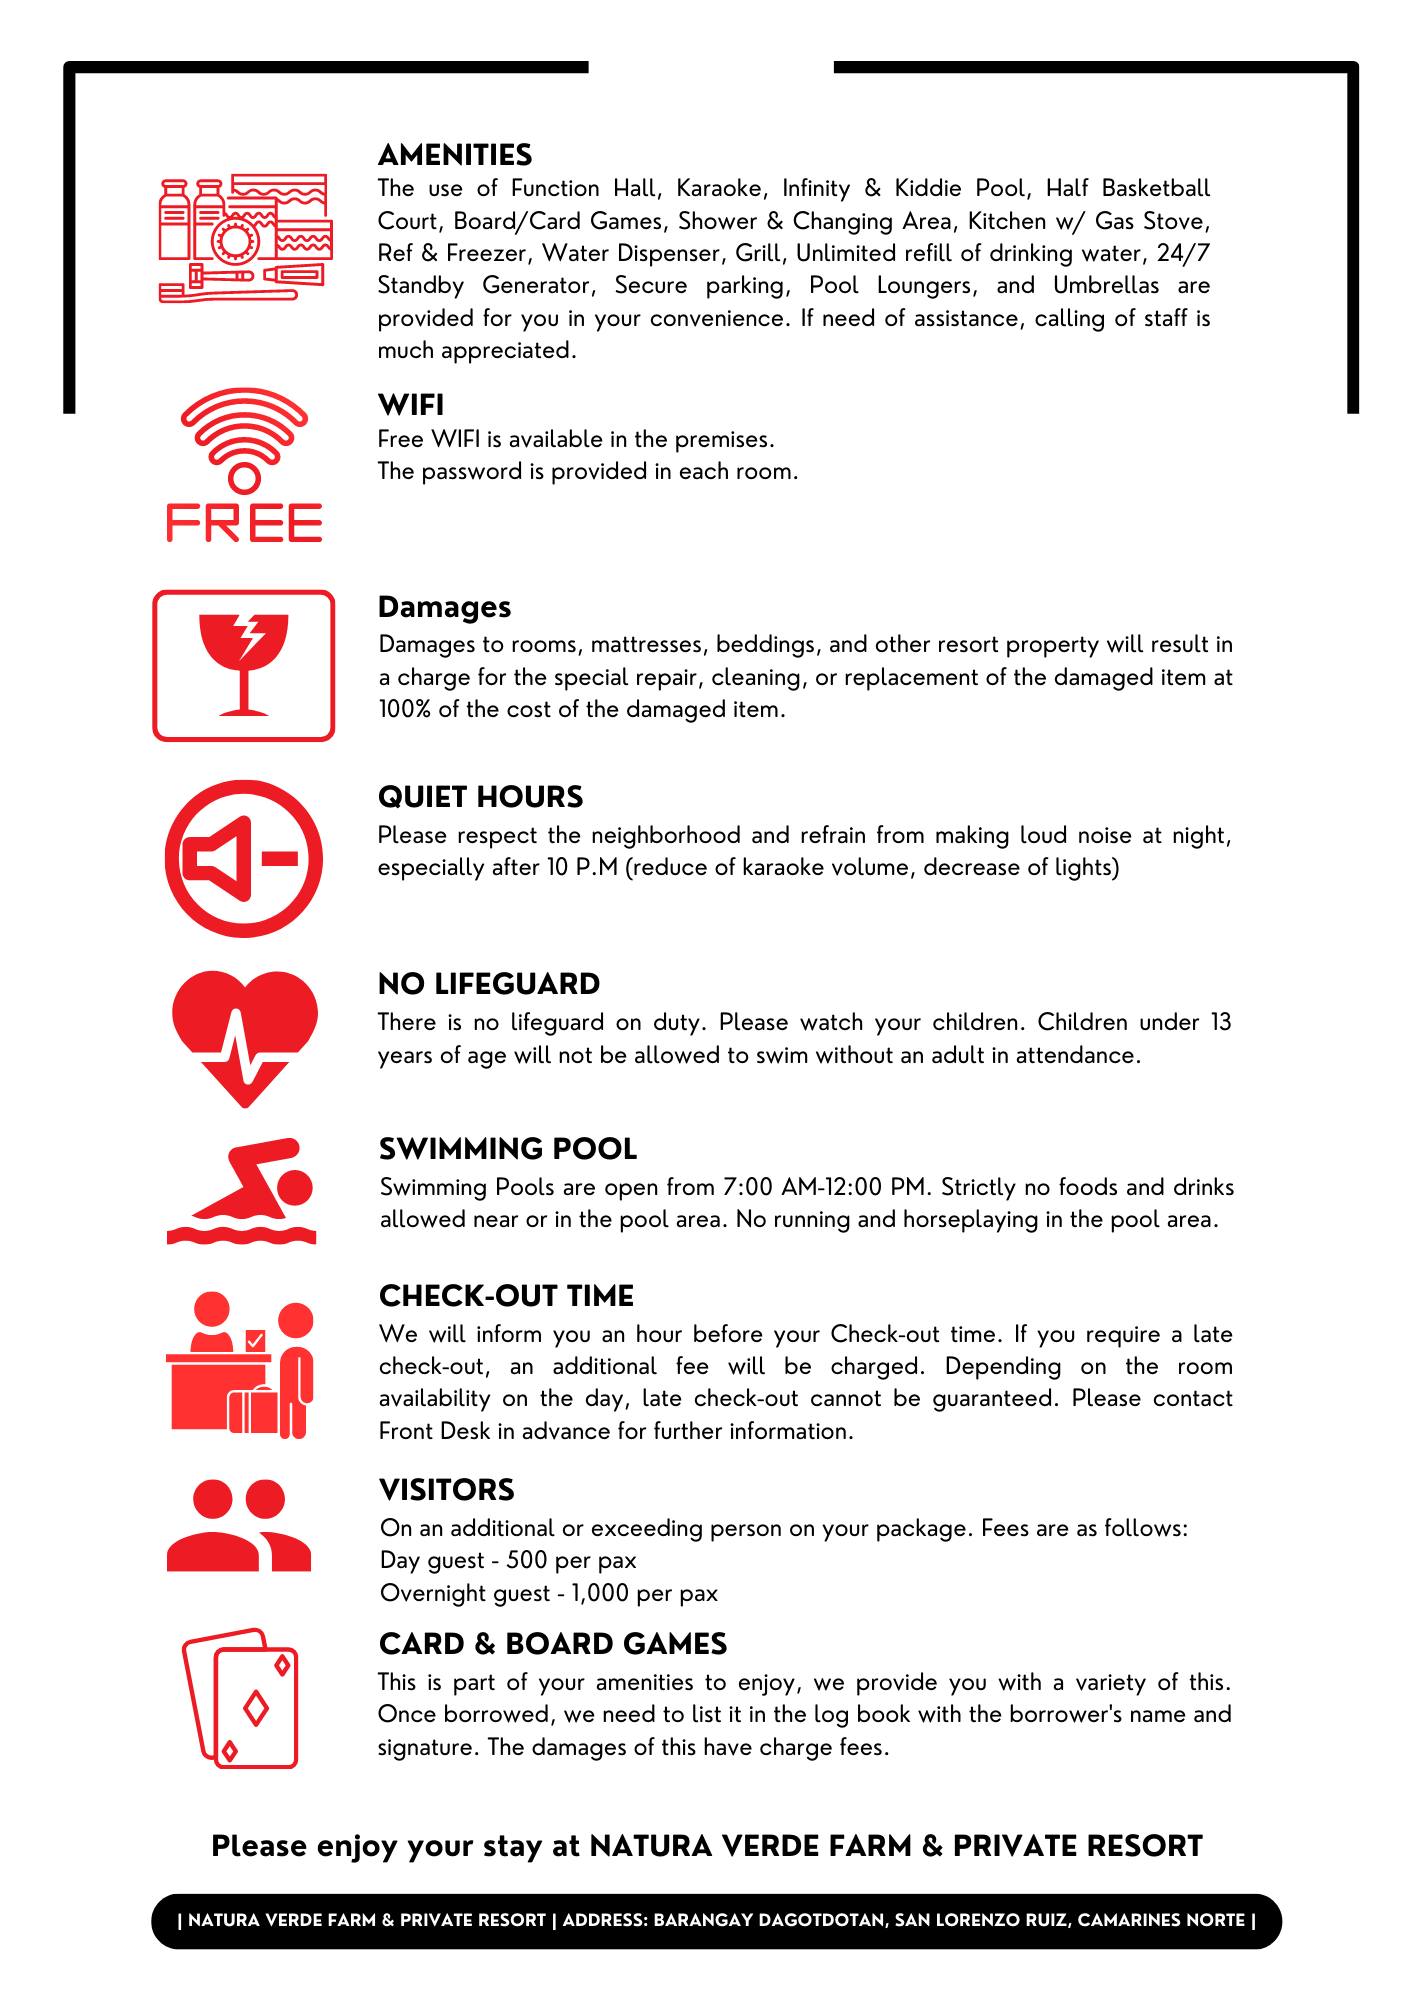 AMENITIES
The use of Function Hall, Karaoke, Infinity & Kiddie Pool, Half Basketball
Court, Board/Card Games, Shower & Changing Area, Kitchen w/ Gas Stove,
Ref & Freezer, Water Dispenser, Grill, Unlimited refill of drinking water, 24/7
Standby Generator, Secure parking, Pool Loungers, and Umbrellas are
provided for you in your convenience. If need of assistance, calling of staff is
much appreciated.
WIFI
Free WIFI is available in the premises.
The password is provided in each room.
FREE
Damages
Damages to rooms, mattresses, beddings, and other resort property will result in
a charge for the special repair, cleaning, or replacement of the damaged item at
100% of the cost of the damaged item.
QUIET HOURS
Please respect the neighborhood and refrain from making loud noise at night,
especially after 10 P.M (reduce of karaoke volume, decrease of lights)
NO LIFEGUARD
There is no lifeguard on duty. Please watch your children. Children under 13
years of age will not be allowed to swim without an adult in attendance.
SWIMMING POOL
Swimming Pools are open from 7:00 AM-12:00 PM. Strictly no foods and drinks
allowed near or in the pool area. No running and horseplaying in the pool area.
CHECK-OUT TIME
We will inform you an hour before your Check-out time. If you require a late
check-out, an additional fee will be charged. Depending on the room
availability on the day, late check-out cannot be guaranteed. Please contact
Front Desk in advance for further information.
VISITORS
On an additional or exceeding person on your package. Fees are as follows:
Day guest - 500 per pax
Overnight guest - 1,000 per pax
CARD & BOARD GAMES
This is part of your amenities to enjoy, we provide you with a variety of this.
Once borrowed, we need to list it in the log book with the borrower's name and
signature. The damages of this have charge fees.
Please enjoy your stay at NATURA VERDE FARM & PRIVATE RESORT
| NATURA VERDE FARM & PRIVATE RESORT | ADDRESS: BARANGAY DAGOTDOTAN, SAN LORENZO RUIZ, CAMARINES NORTE |